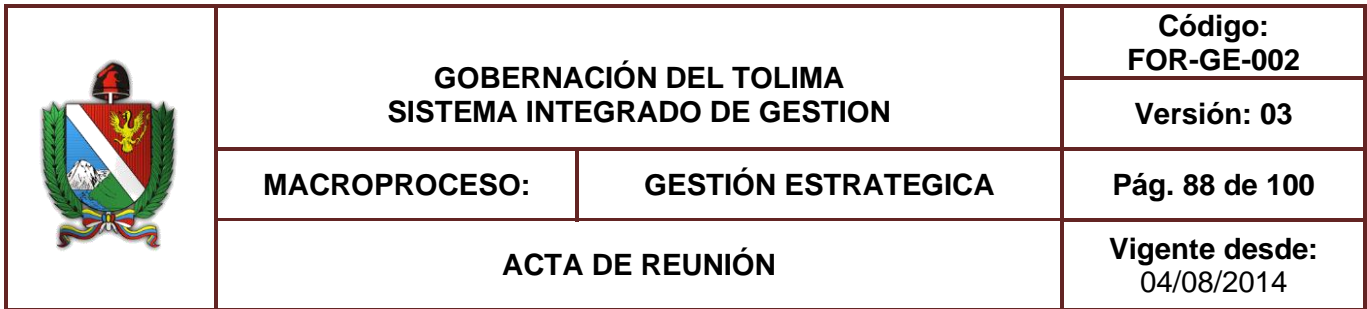 GOBERNACIÓN DEL TOLIMA
SISTEMA INTEGRADO DE GESTION
Código:
FOR-GE-002
Versión: 03
MACROPROCESO:
GESTIÓN ESTRATEGICA
Pág. 88 de 100
ACTA DE REUNIÓN
Vigente desde:
04/08/2014